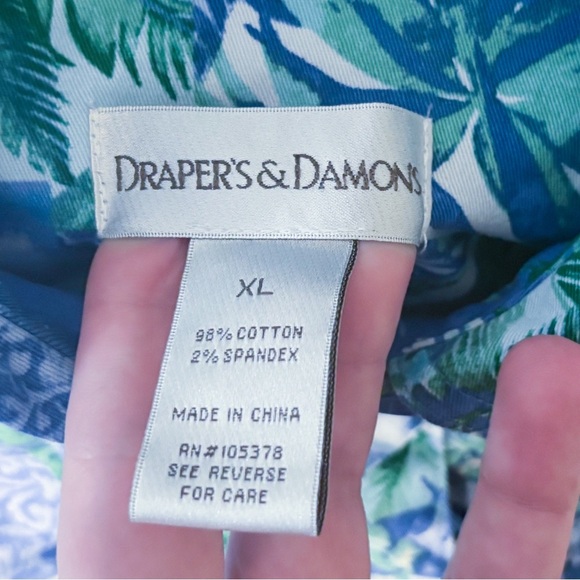 DRAPER'S & DAMON'S
XL
98% COTTON
2% SPANDEX
MADE IN CHINA
RN#105378
SEE REVERSE
FOR CARE